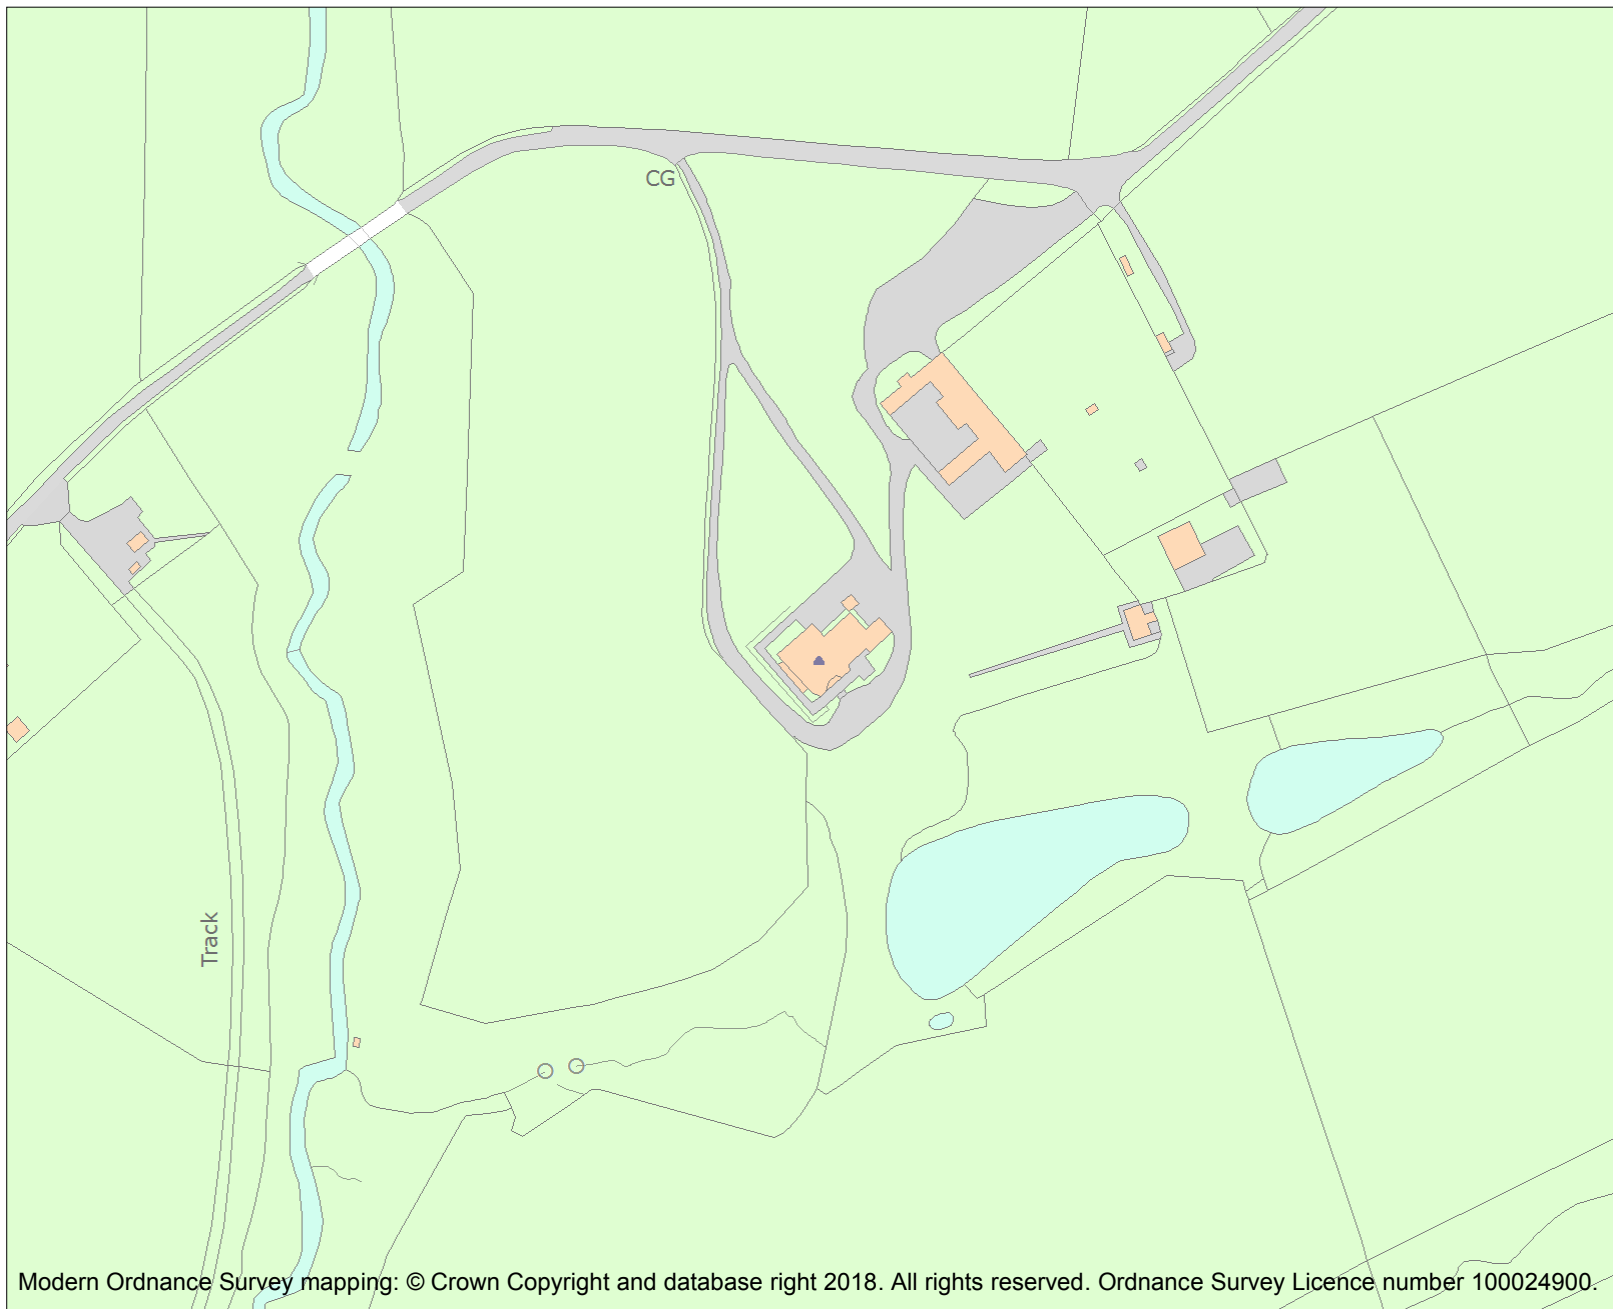 CG
Track
Modern Ordnance Survey mapping: © Crown Copyright and database right 2018. All rights reserved. Ordnance Survey Licence number 100024900.